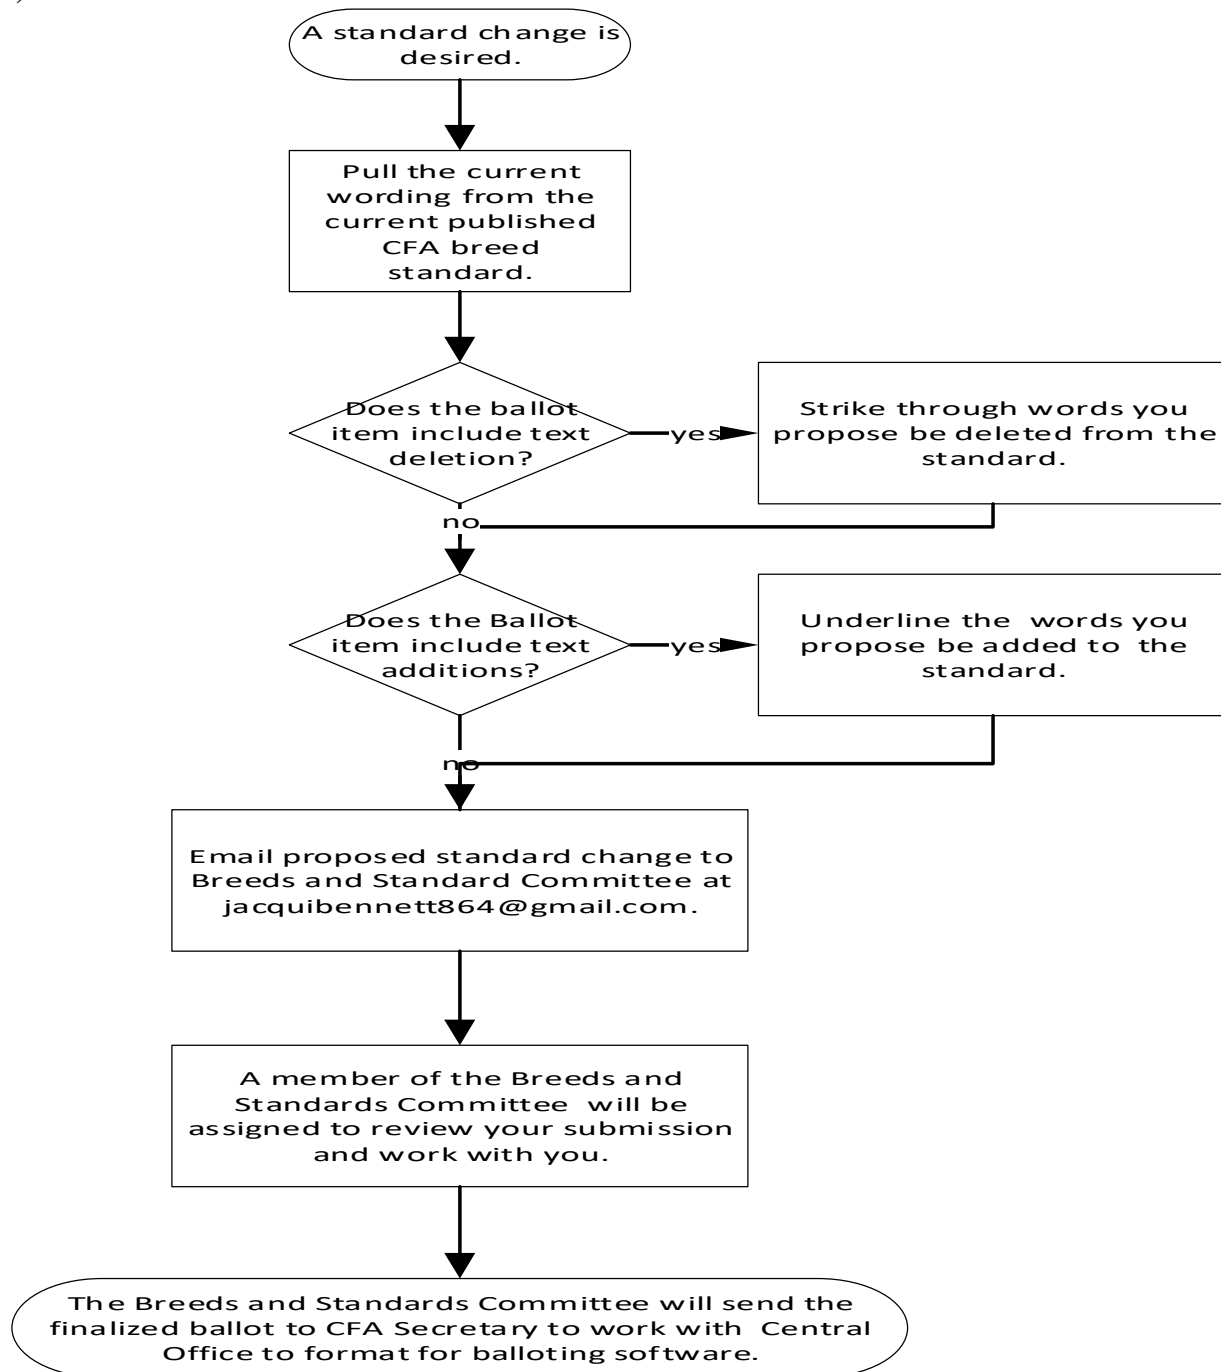 A standard change is
desired.
Pull the current
wording from the
current published
CFA breed
standard.
Does the ballot
item include text
deletion?
yes
Strike through words you
propose be deleted from the
standard.
no
Does the Ballot
item include text
additions?
yes
Underline the words you
propose be added to the
standard.
no
Email proposed standard change to
Breeds and Standard Committee at
jacquibennett864@gmail.com.
A member of the Breeds and
Standards Committee will be
assigned to review your submission
and work with you.
The Breeds and Standards Committee will send the
finalized ballot to CFA Secretary to work with Central
Office to format for balloting software.